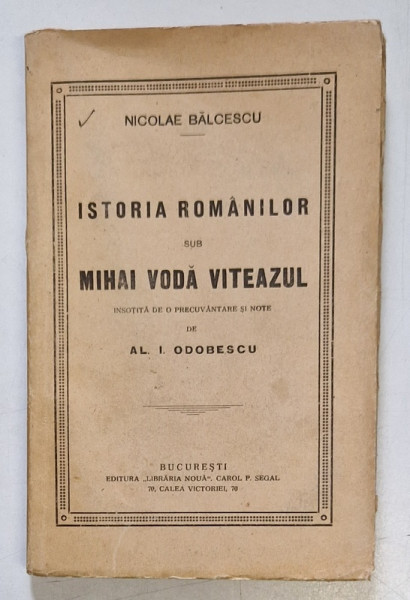 NICOLAE BĂLCESCU
ISTORIA ROMÂNILOR
SUB
MIHAI VODĂ VITEAZUL
INSOȚITĂ DE O PRECUVÂNTARE ȘI NOTE
DE
AL. I. ODOBESCU
BUCUREȘTI
EDITURA „LIBRĂRIA NOUĂ“, CAROL P. SEGAL
70, CALEA VICTORIEI, 70